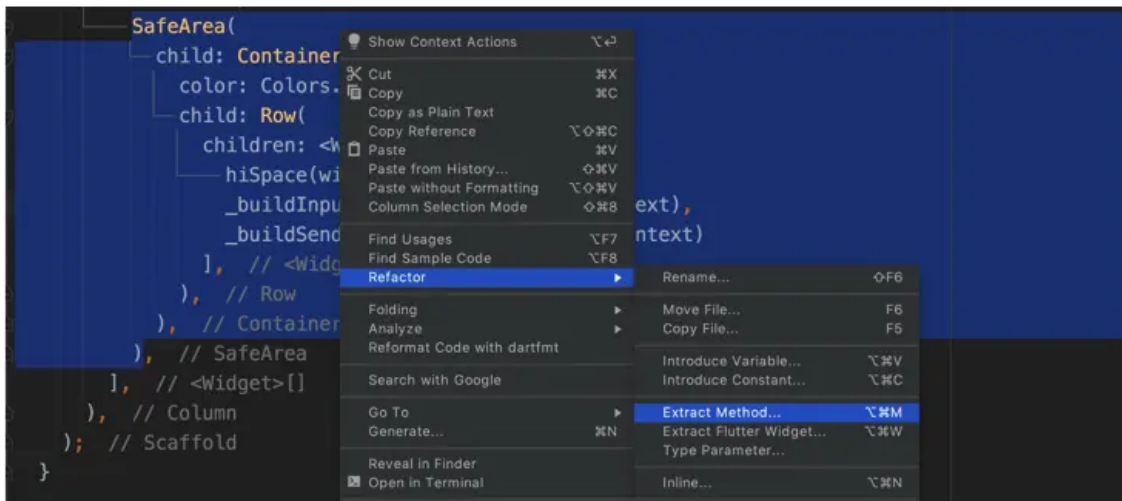 SafeArea(
child: Container
color: Colors.
child: Row(
children: <W
hiSpace(wi
_buildInpu ext),
_buildSend ntext)
], // <Widg
), // Row
), // Container
), // SafeArea
], // <Widget>[]
), // Column
); // Scaffold
}
Show Context Actions ⌥⏎
Cut ⌘X
Copy ⌘C
Copy as Plain Text
Copy Reference ⌥⇧⌘C
Paste ⌘V
Paste from History... ⇧⌘V
Paste without Formatting ⌥⇧⌘V
Column Selection Mode ⇧⌘8
Find Usages ⌥F7
Find Sample Code ⌥F8
Refactor
Folding
Analyze
Reformat Code with dartfmt
Search with Google
Go To
Generate... ⌘N
Reveal in Finder
Open in Terminal
Rename... ⇧F6
Move File... F6
Copy File... F5
Introduce Variable... ⌥⌘V
Introduce Constant... ⌥⌘C
Extract Method... ⌥⌘M
Extract Flutter Widget... ⌥⌘W
Type Parameter...
Inline... ⌥⌘N